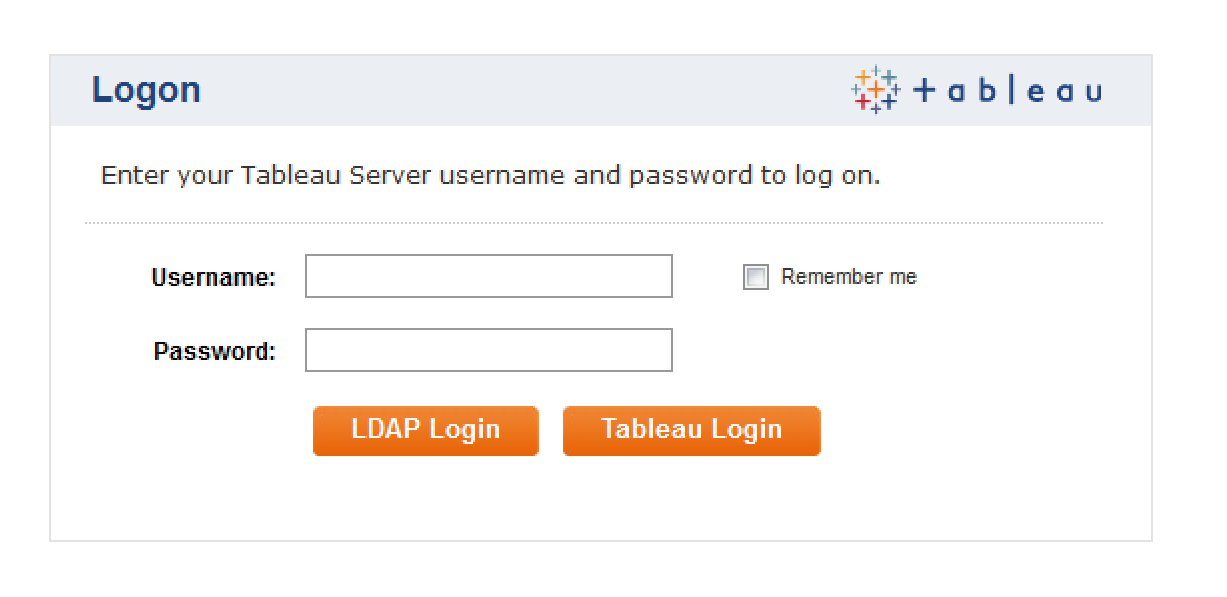 Logon
+ableau
Enter your Tableau Server username and password to log on.
Username:
Remember me
Password:
LDAP Login
Tableau Login